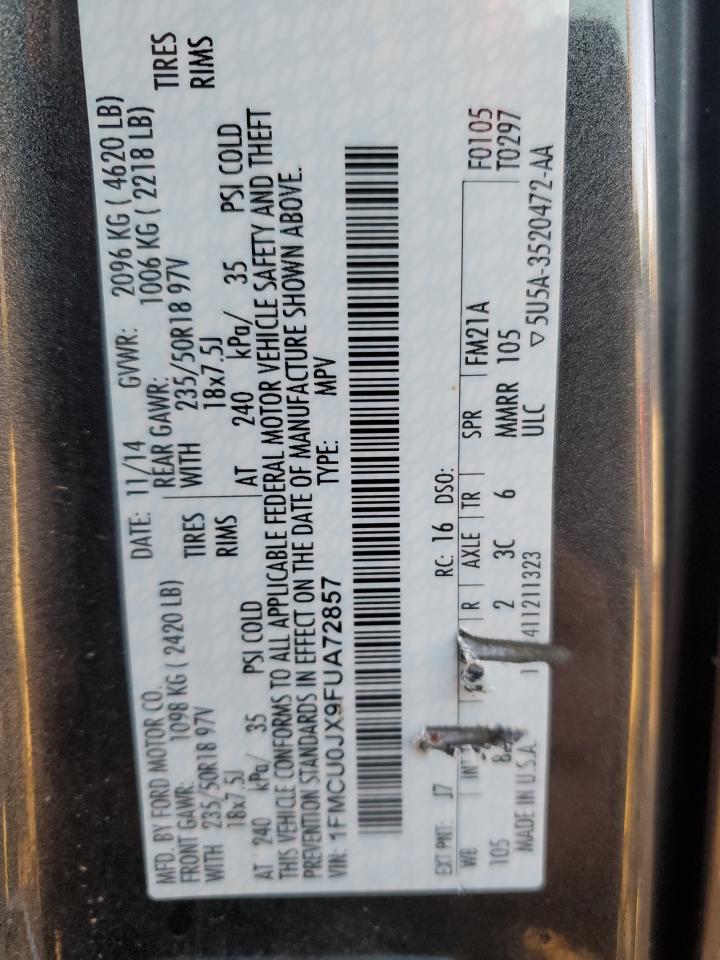 MFD. BY FORD MOTOR CO.
DATE: 11/14 GVWR: 2096 KG ( 4620 LB)
FRONT GAWR: 1098 KG ( 2420 LB)
REAR GAWR: 1006 KG ( 2218 LB)
WITH 235/50R18 97V TIRES
WITH 235/50R18 97V TIRES
18x7.5J RIMS
18x7.5J RIMS
AT 240 kPa/ 35 PSI COLD
AT 240 kPa/ 35 PSI COLD
THIS VEHICLE CONFORMS TO ALL APPLICABLE FEDERAL MOTOR VEHICLE SAFETY AND THEFT
PREVENTION STANDARDS IN EFFECT ON THE DATE OF MANUFACTURE SHOWN ABOVE.
VIN: 1FMCU0JX9FUA72857 TYPE: MPV
EXT PNT: J7 RC: 16 DSO:
WB R AXLE TR SPR FM21A F0105
105 2 3C 6 MMRR 105 T0297
MADE IN U.S.A. 411211323 ULC ▽5U5A-3520472-AA